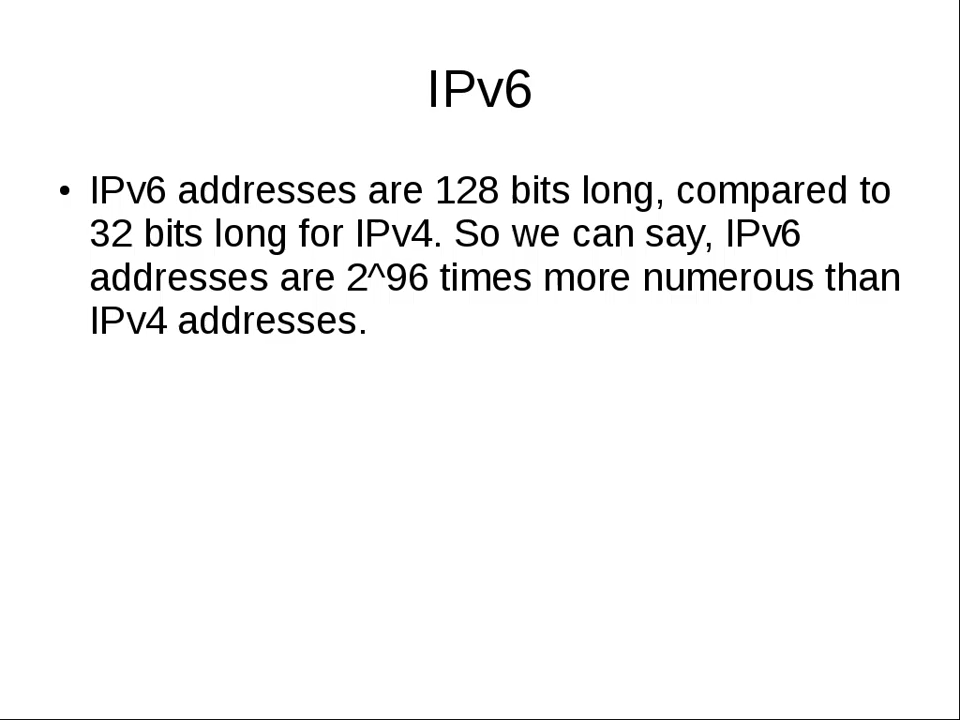 IPv6
• IPv6 addresses are 128 bits long, compared to
32 bits long for IPv4. So we can say, IPv6
addresses are 2^96 times more numerous than
IPv4 addresses.